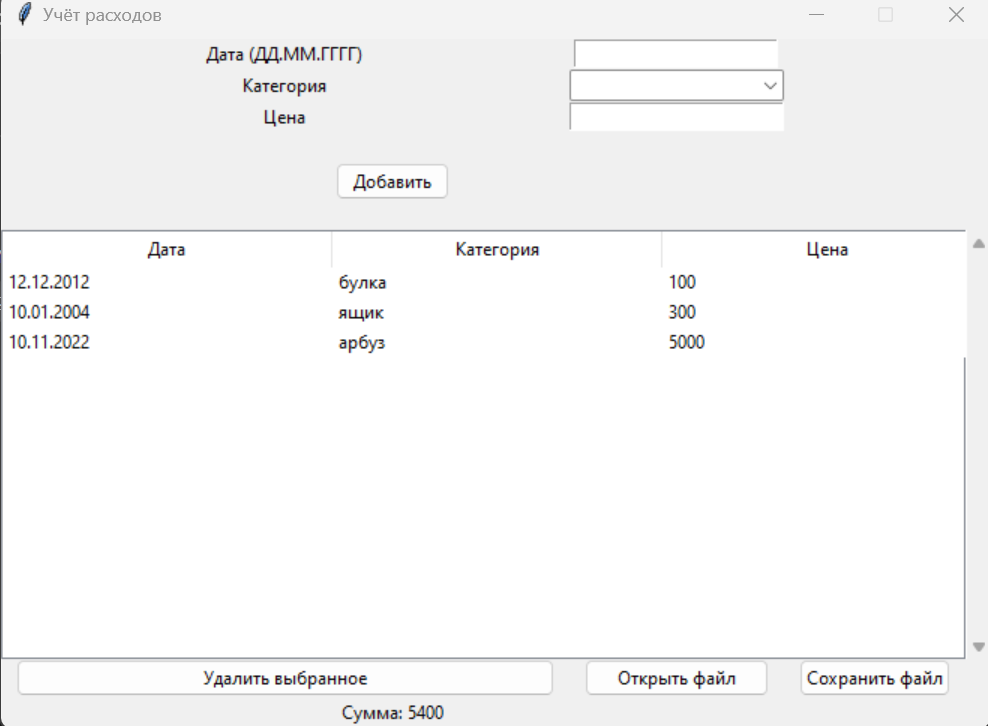 Учёт расходов
Дата (ДД.ММ.ГГГГ)
Категория
Цена
Добавить
Дата Категория Цена
12.12.2012 булка 100
10.01.2004 ящик 300
10.11.2022 арбуз 5000
Удалить выбранное Открыть файл Сохранить файл
Сумма: 5400